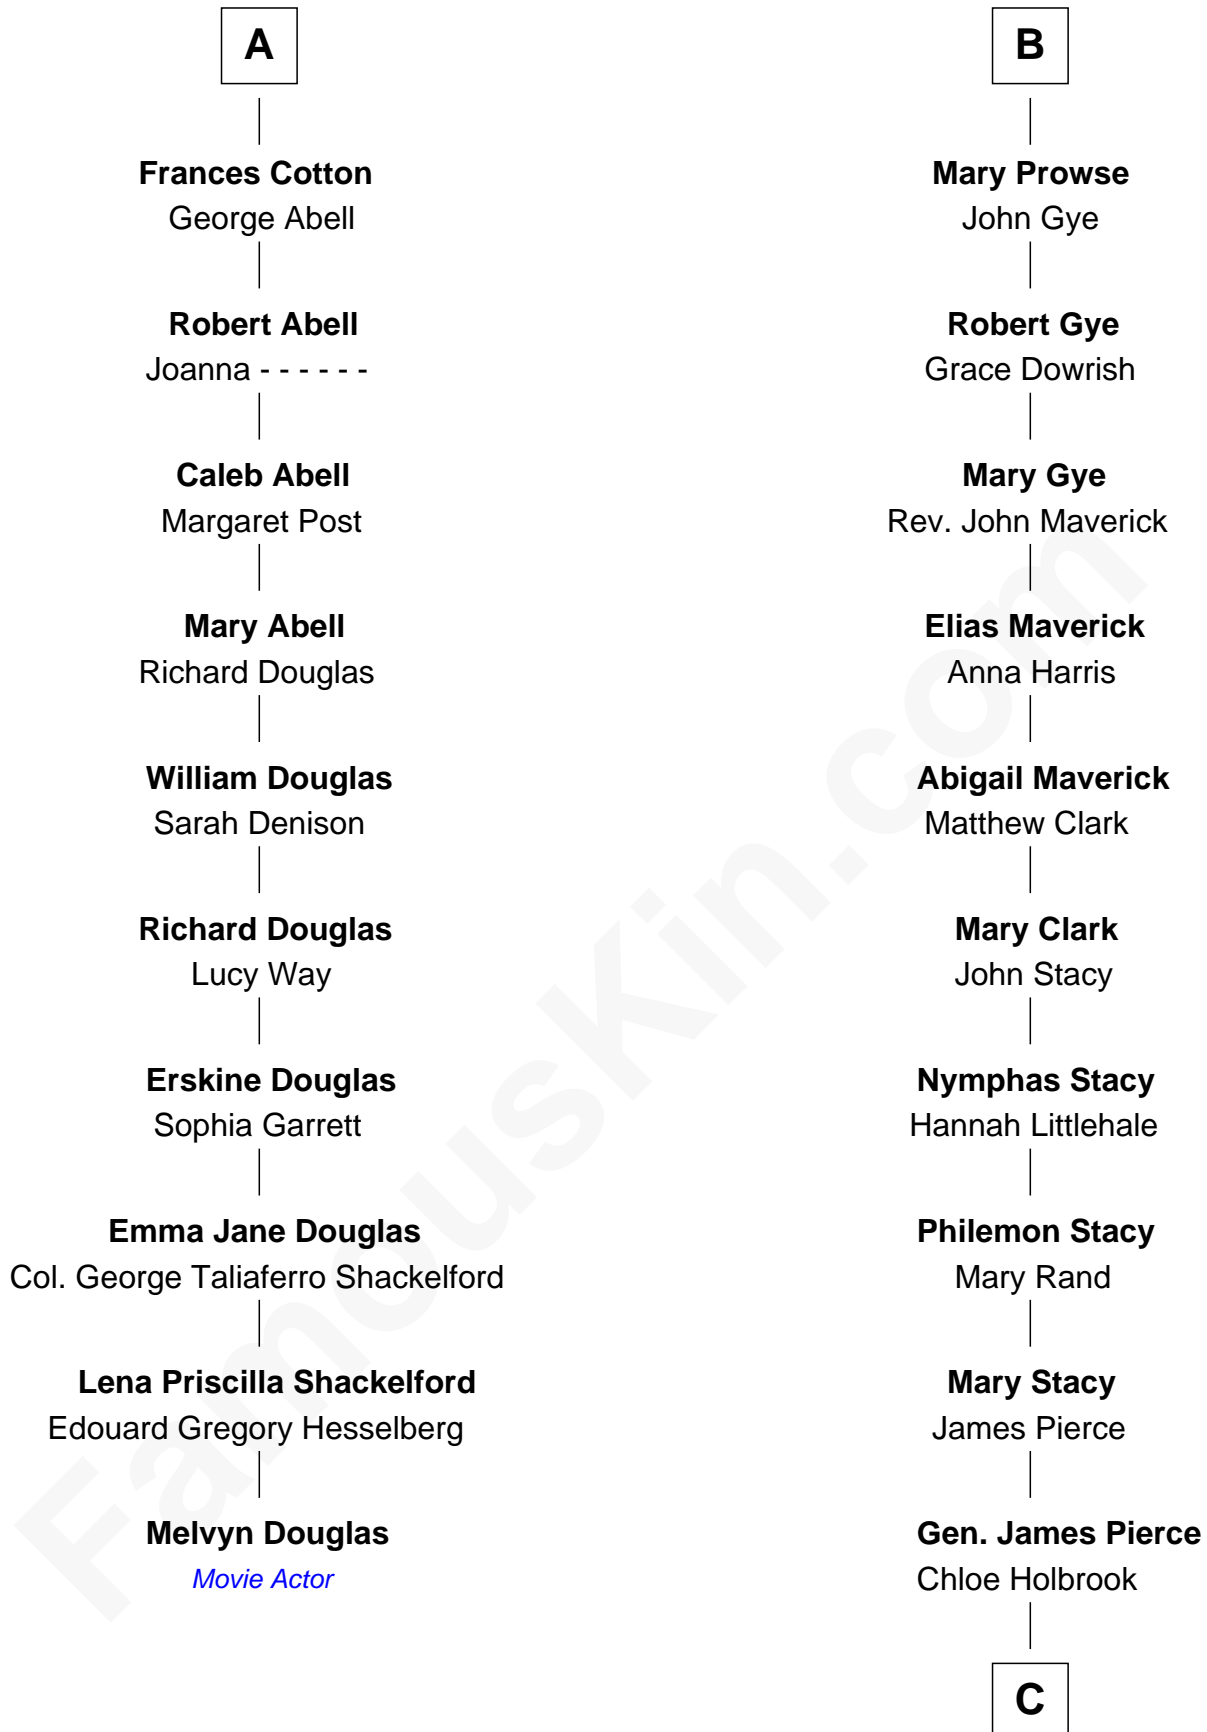 A
Frances Cotton
George Abell
Robert Abell
Joanna - - - - - -
Caleb Abell
Margaret Post
Mary Abell
Richard Douglas
William Douglas
Sarah Denison
Richard Douglas
Lucy Way
Erskine Douglas
Sophia Garrett
Emma Jane Douglas
Col. George Taliaferro Shackelford
Lena Priscilla Shackelford
Edouard Gregory Hesselberg
Melvyn Douglas
Movie Actor
B
Mary Prowse
John Gye
Robert Gye
Grace Dowrish
Mary Gye
Rev. John Maverick
Elias Maverick
Anna Harris
Abigail Maverick
Matthew Clark
Mary Clark
John Stacy
Nymphas Stacy
Hannah Littlehale
Philemon Stacy
Mary Rand
Mary Stacy
James Pierce
Gen. James Pierce
Chloe Holbrook
C
FamousKin.com